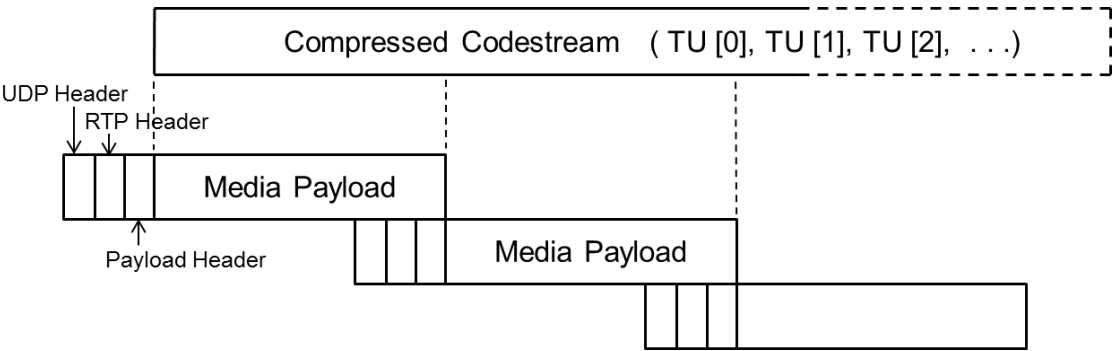 Compressed Codestream ( TU [0], TU [1], TU [2], . . .)
UDP Header
RTP Header
Media Payload
Payload Header
Media Payload